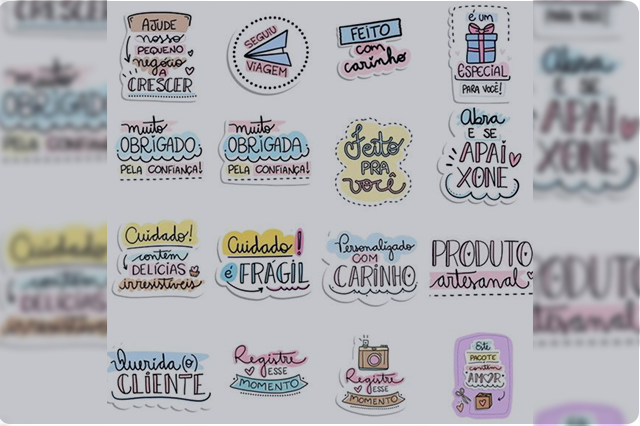 AJUDE
nosso
PEQUENO
negócio
A
CRESCER
SEGUIU
VIAGEM
FEITO
com
carinho
é UM
ESPECIAL
PARA VOCÊ!
muito
OBRIGADO
PELA CONFIANÇA!
muito
OBRIGADA
PELA CONFIANÇA!
Feito
PRA
você
Abra
E SE
APAI
XONE
Cuidado!
contém
DELÍCIAS
irresistíveis
Cuidado!
é FRÁGIL
Personalizado
COM
CARINHO
PRODUTO
artesanal
Querida(o)
CLIENTE
Registre
ESSE
MOMENTO
Registre
ESSE
MOMENTO
Este
PACOTE
contém
AMOR